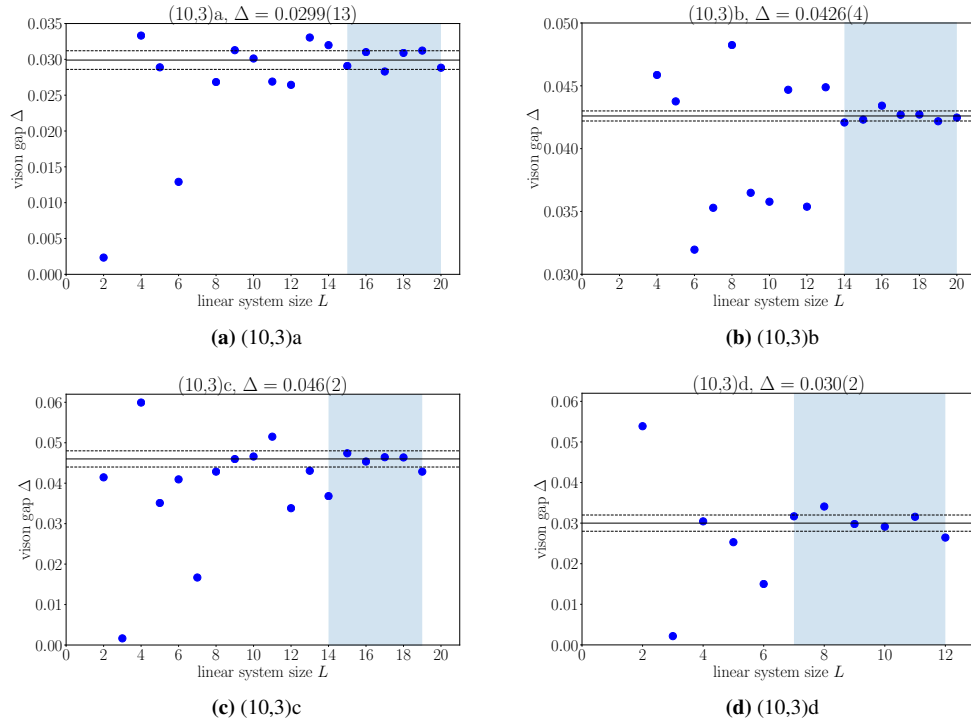 (10,3)a, Δ = 0.0299(13)
0.035
0.030
0.025
0.020
0.015
0.010
0.005
0.000
vison gap Δ
0 2 4 6 8 10 12 14 16 18 20
linear system size L
(a) (10,3)a
(10,3)b, Δ = 0.0426(4)
0.050
0.045
0.040
0.035
0.030
vison gap Δ
0 2 4 6 8 10 12 14 16 18 20
linear system size L
(b) (10,3)b
(10,3)c, Δ = 0.046(2)
0.06
0.05
0.04
0.03
0.02
0.01
0.00
vison gap Δ
0 2 4 6 8 10 12 14 16 18 20
linear system size L
(c) (10,3)c
(10,3)d, Δ = 0.030(2)
0.06
0.05
0.04
0.03
0.02
0.01
0.00
vison gap Δ
0 2 4 6 8 10 12
linear system size L
(d) (10,3)d